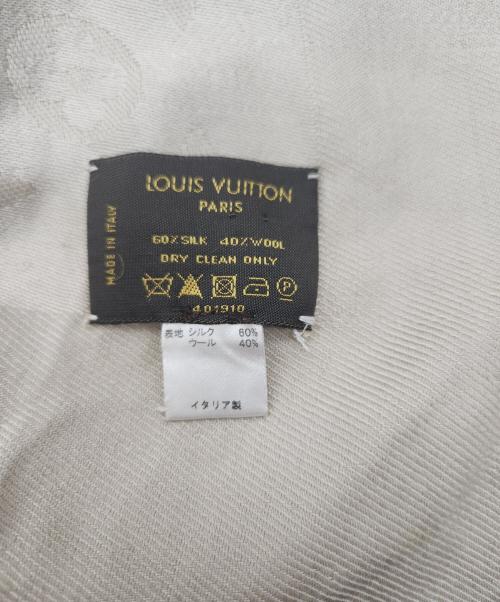 LOUIS VUITTON
PARIS
60% SILK 40% WOOL
DRY CLEAN ONLY
P
401910
MADE IN ITALY
表地 シルク 60%
ウール 40%
イタリア製